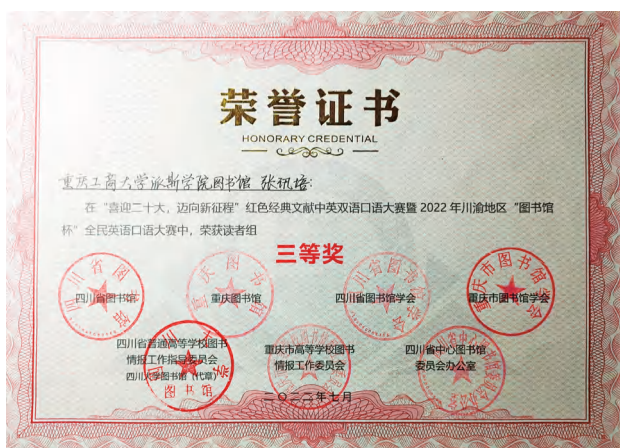 荣誉证书
HONORARY CREDENTIAL
重庆工商大学派斯学院图书馆 张讯培:
在“喜迎二十大，迈向新征程”红色经典文献中英双语口语大赛暨 2022 年川渝地区“图书馆
杯”全民英语口语大赛中，荣获读者组
三等奖
四川省图书馆 重庆图书馆 四川省图书馆学会 重庆市图书馆学会
四川省普通高等学校图书 重庆市高等学校图书 四川省中心图书馆
情报工作指导委员会 情报工作委员会 委员会办公室
四川大学图书馆（代章）
二〇二二年七月